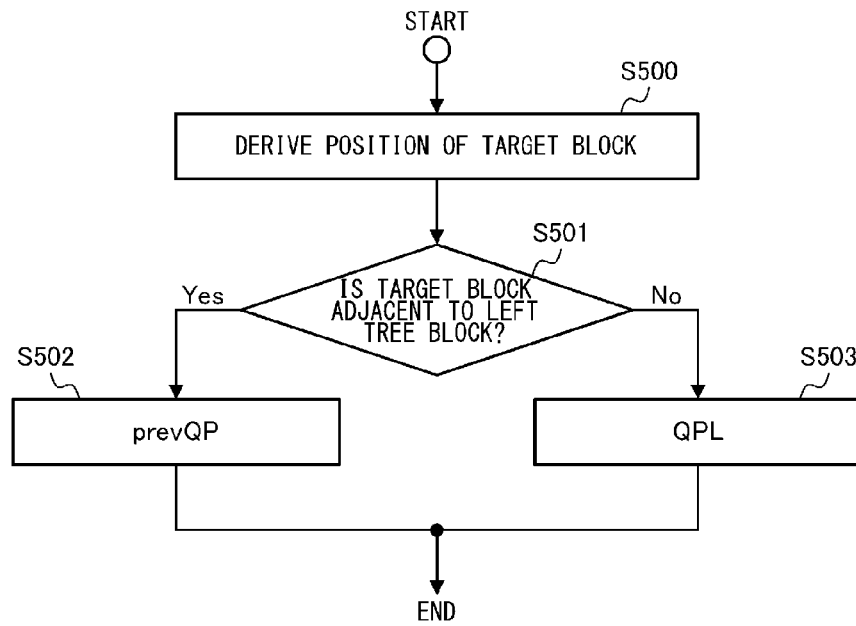 START
S500
DERIVE POSITION OF TARGET BLOCK
S501
IS TARGET BLOCK
ADJACENT TO LEFT
TREE BLOCK?
Yes
No
S502
S503
prevQP
QPL
END